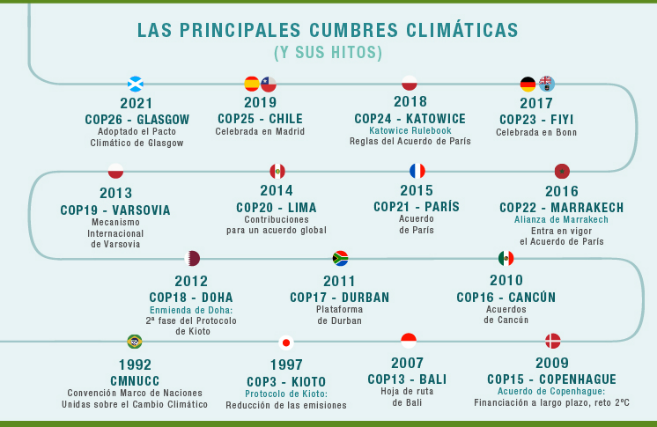 LAS PRINCIPALES CUMBRES CLIMÁTICAS
(Y SUS HITOS)
2021
COP26 - GLASGOW
Adoptado el Pacto
Climático de Glasgow
2019
COP25 - CHILE
Celebrada en Madrid
2018
COP24 - KATOWICE
Katowice Rulebook
Reglas del Acuerdo de París
2017
COP23 - FIYI
Celebrada en Bonn
2013
COP19 - VARSOVIA
Mecanismo
Internacional
de Varsovia
2014
COP20 - LIMA
Contribuciones
para un acuerdo global
2015
COP21 - PARÍS
Acuerdo
de París
2016
COP22 - MARRAKECH
Alianza de Marrakech
Entra en vigor
el Acuerdo de París
2012
COP18 - DOHA
Enmienda de Doha:
2ª fase del Protocolo
de Kioto
2011
COP17 - DURBAN
Plataforma
de Durban
2010
COP16 - CANCÚN
Acuerdos
de Cancún
1992
CMNUCC
Convención Marco de Naciones
Unidas sobre el Cambio Climático
1997
COP3 - KIOTO
Protocolo de Kioto:
Reducción de las emisiones
2007
COP13 - BALI
Hoja de ruta
de Bali
2009
COP15 - COPENHAGUE
Acuerdo de Copenhague:
Financiación a largo plazo, reto 2ºC